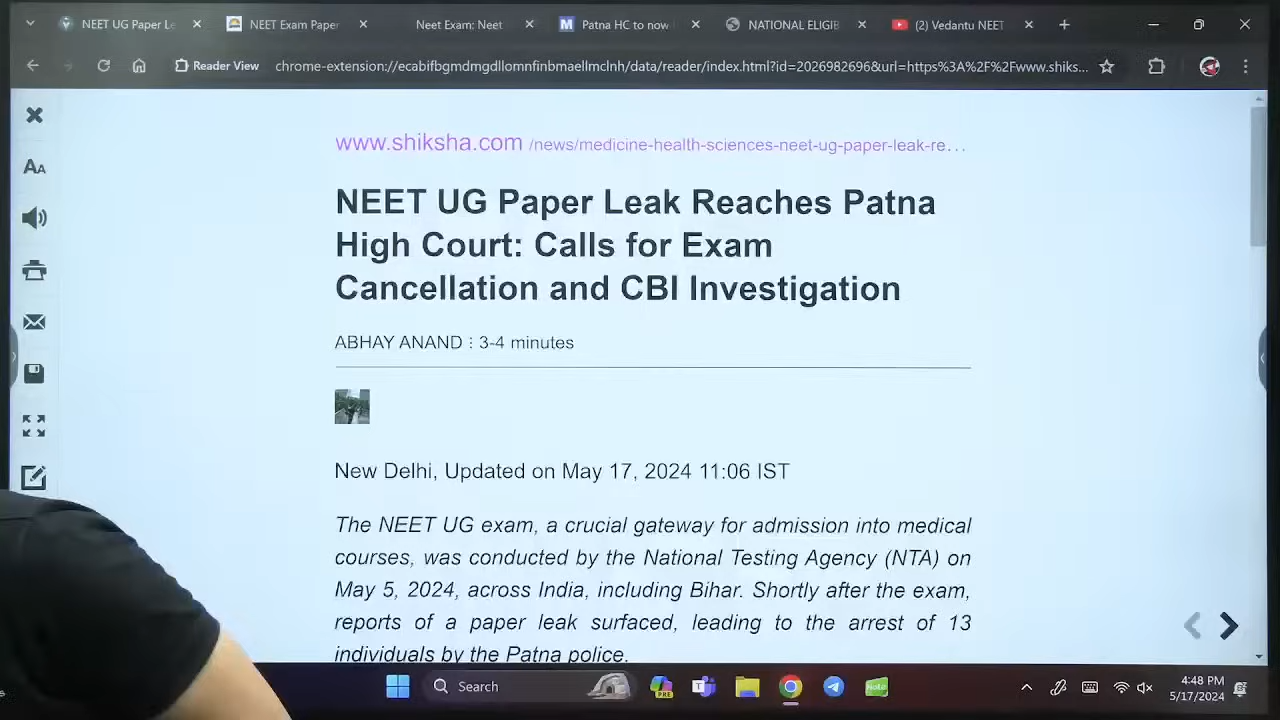 NEET UG Paper Le
NEET Exam Paper
Neet Exam: Neet
Patna HC to now
NATIONAL ELIGIB
(2) Vedantu NEET
Reader View
chrome-extension://ecabifbgmdmgdllomnfinbmaellmclnh/data/reader/index.html?id=2026982696&url=https%3A%2F%2Fwww.shiks...
www.shiksha.com /news/medicine-health-sciences-neet-ug-paper-leak-re...
NEET UG Paper Leak Reaches Patna
High Court: Calls for Exam
Cancellation and CBI Investigation
ABHAY ANAND ⋮ 3-4 minutes
New Delhi, Updated on May 17, 2024 11:06 IST
The NEET UG exam, a crucial gateway for admission into medical
courses, was conducted by the National Testing Agency (NTA) on
May 5, 2024, across India, including Bihar. Shortly after the exam,
reports of a paper leak surfaced, leading to the arrest of 13
individuals by the Patna police.
Search
PRE
Note
4:48 PM
5/17/2024